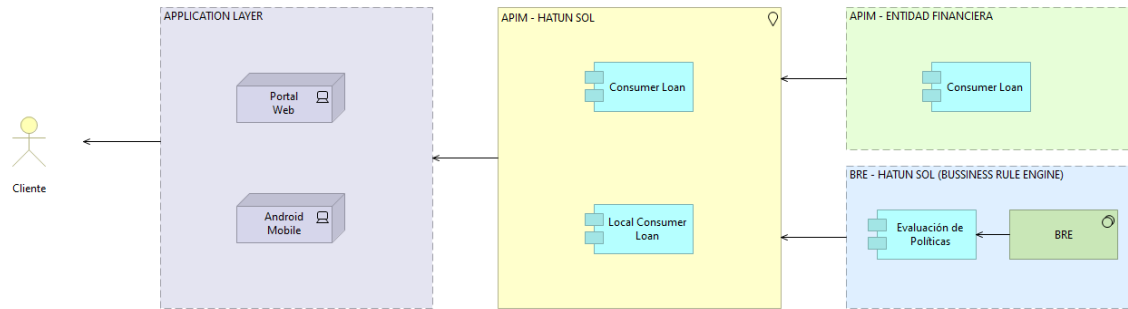 APPLICATION LAYER
Portal
Web
Android
Mobile
Cliente
APIM - HATUN SOL
Consumer Loan
Local Consumer
Loan
APIM - ENTIDAD FINANCIERA
Consumer Loan
BRE - HATUN SOL (BUSSINESS RULE ENGINE)
Evaluación de
Políticas
BRE